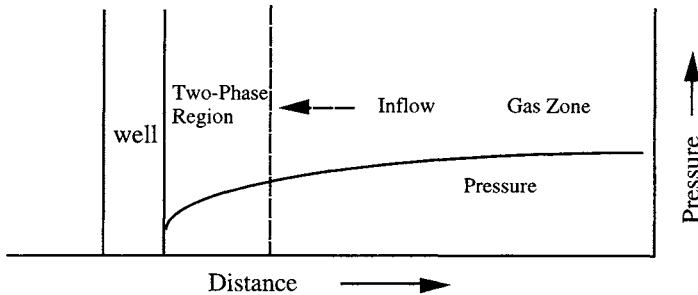 Two-Phase
Region
Inflow
Gas Zone
well
Pressure
Pressure
Distance